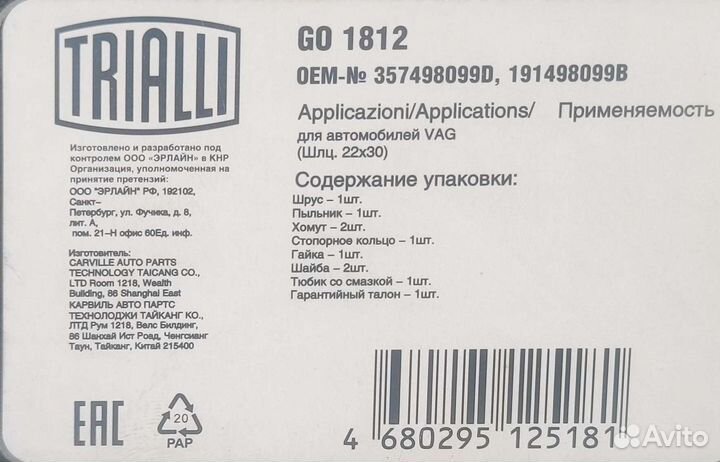 TRIALLI
GO 1812
OEM-№ 357498099D, 191498099B
Applicazioni/Applications/ Применяемость
для автомобилей VAG
(Шлц. 22x30)
Содержание упаковки:
Шрус – 1шт.
Пыльник – 1шт.
Хомут – 2шт.
Стопорное кольцо – 1шт.
Гайка – 1шт.
Шайба – 2шт.
Тюбик со смазкой – 1шт.
Гарантийный талон – 1шт.
Изготовлено и разработано под
контролем ООО «ЭРЛАЙН» в КНР
Организация, уполномоченная на
принятие претензий:
ООО "ЭРЛАЙН" РФ, 192102,
Санкт–
Петербург, ул. Фучика, д. 8,
лит. А,
пом. 21–Н офис 60Ед. инф.
Изготовитель:
CARVILLE AUTO PARTS
TECHNOLOGY TAICANG CO.,
LTD Room 1218, Wealth
Building, 86 Shanghai East
КАРВИЛЬ АВТО ПАРТС
ТЕХНОЛОДЖИ ТАЙКАНГ КО.,
ЛТД Рум 1218, Велс Билдинг,
86 Шанхай Ист Роад, Ченгсианг
Таун, Тайканг, Китай 215400
EAC
20
PAP
4 680295 125181
Avito